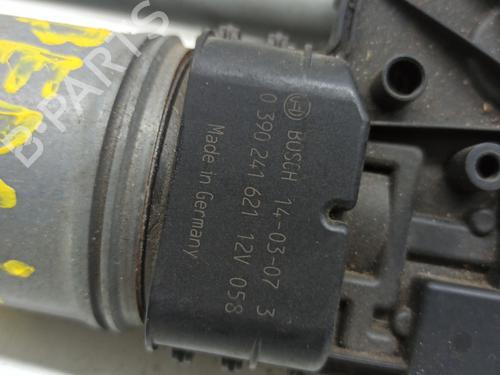 BOSCH 14-03-07 3
0 390 241 621 12V 058
Made in Germany
B-PARTS